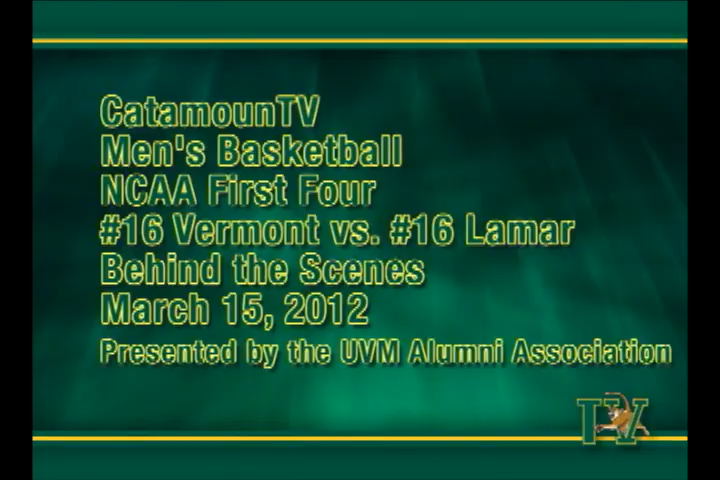 CatamounTV
Men's Basketball
NCAA First Four
#16 Vermont vs. #16 Lamar
Behind the Scenes
March 15, 2012
Presented by the UVM Alumni Association
TV